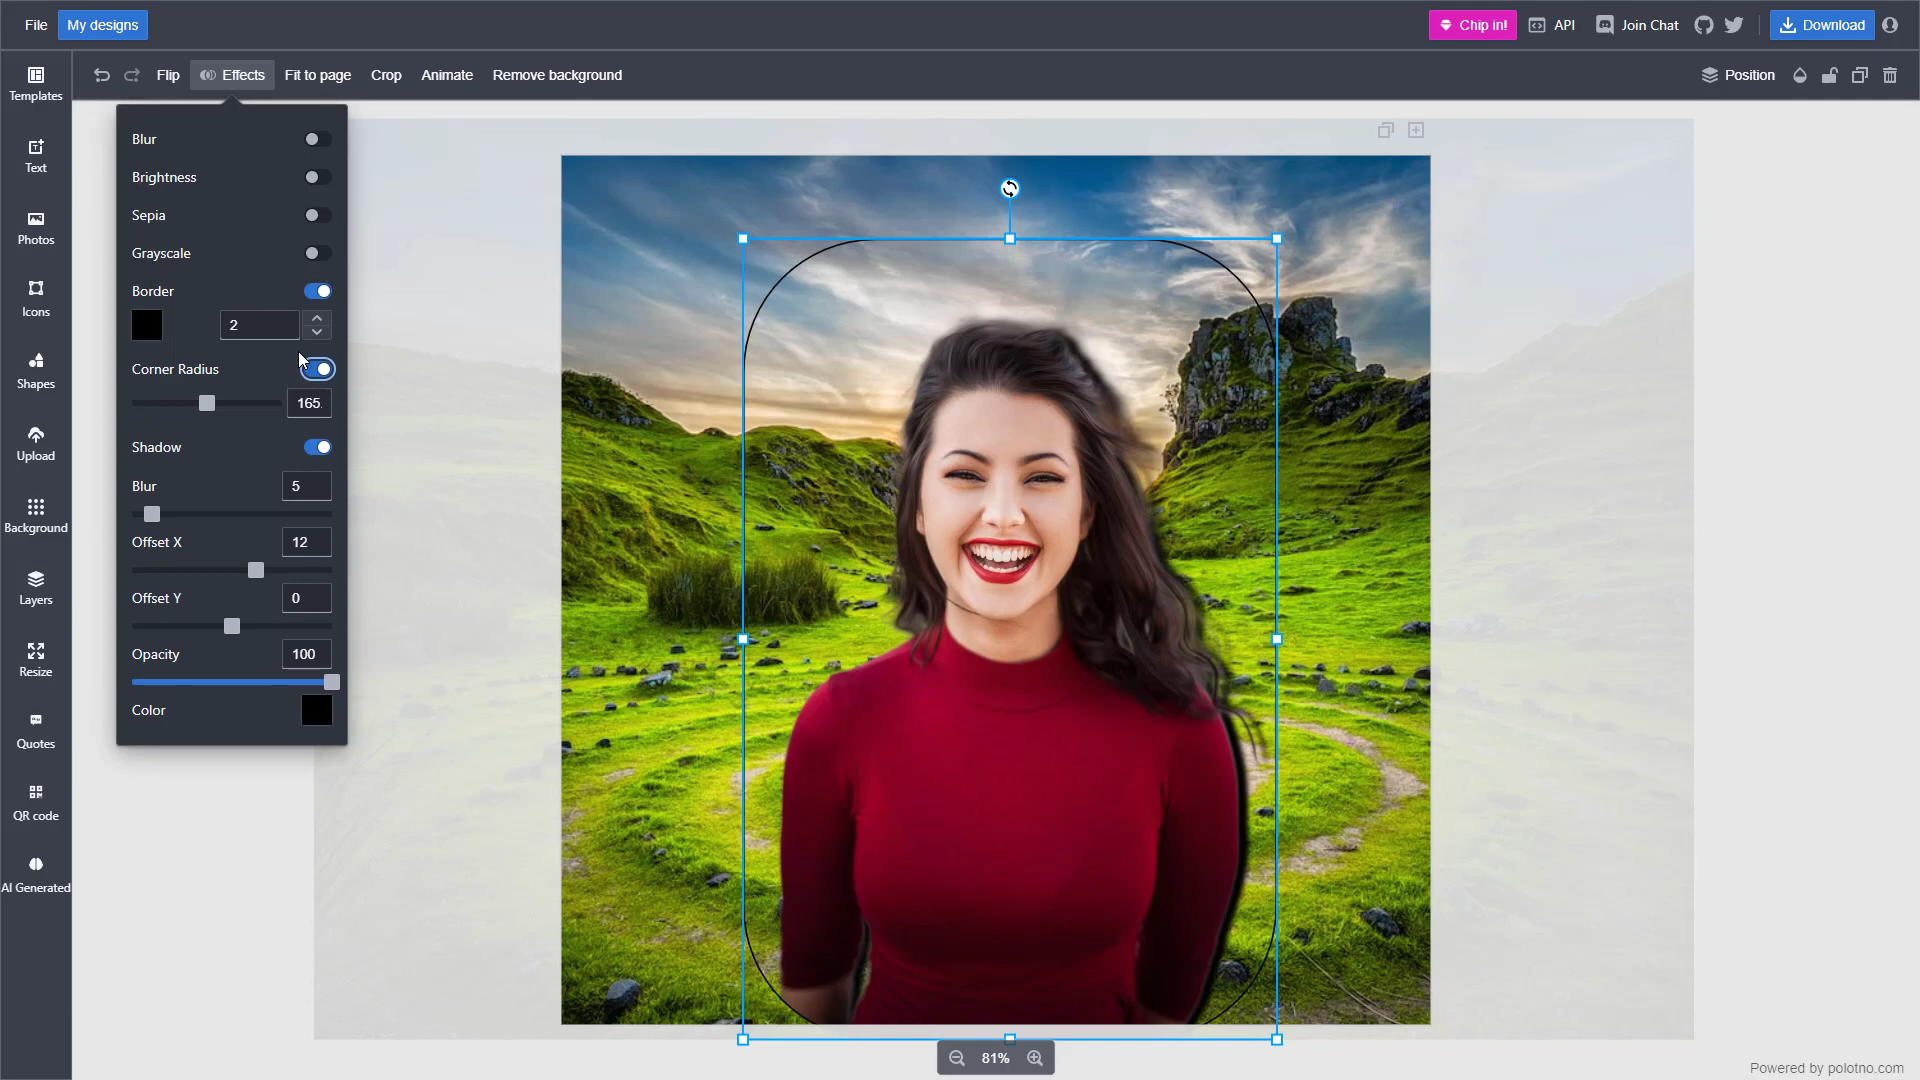 File
My designs
Chip in!
API
Join Chat
Download
Flip
Effects
Fit to page
Crop
Animate
Remove background
Position
Templates
Text
Photos
Icons
Shapes
Upload
Background
Layers
Resize
Quotes
QR code
AI Generated
Blur
Brightness
Sepia
Grayscale
Border
2
Corner Radius
165.
Shadow
Blur
5
Offset X
12
Offset Y
0
Opacity
100
Color
81%
Powered by polotno.com